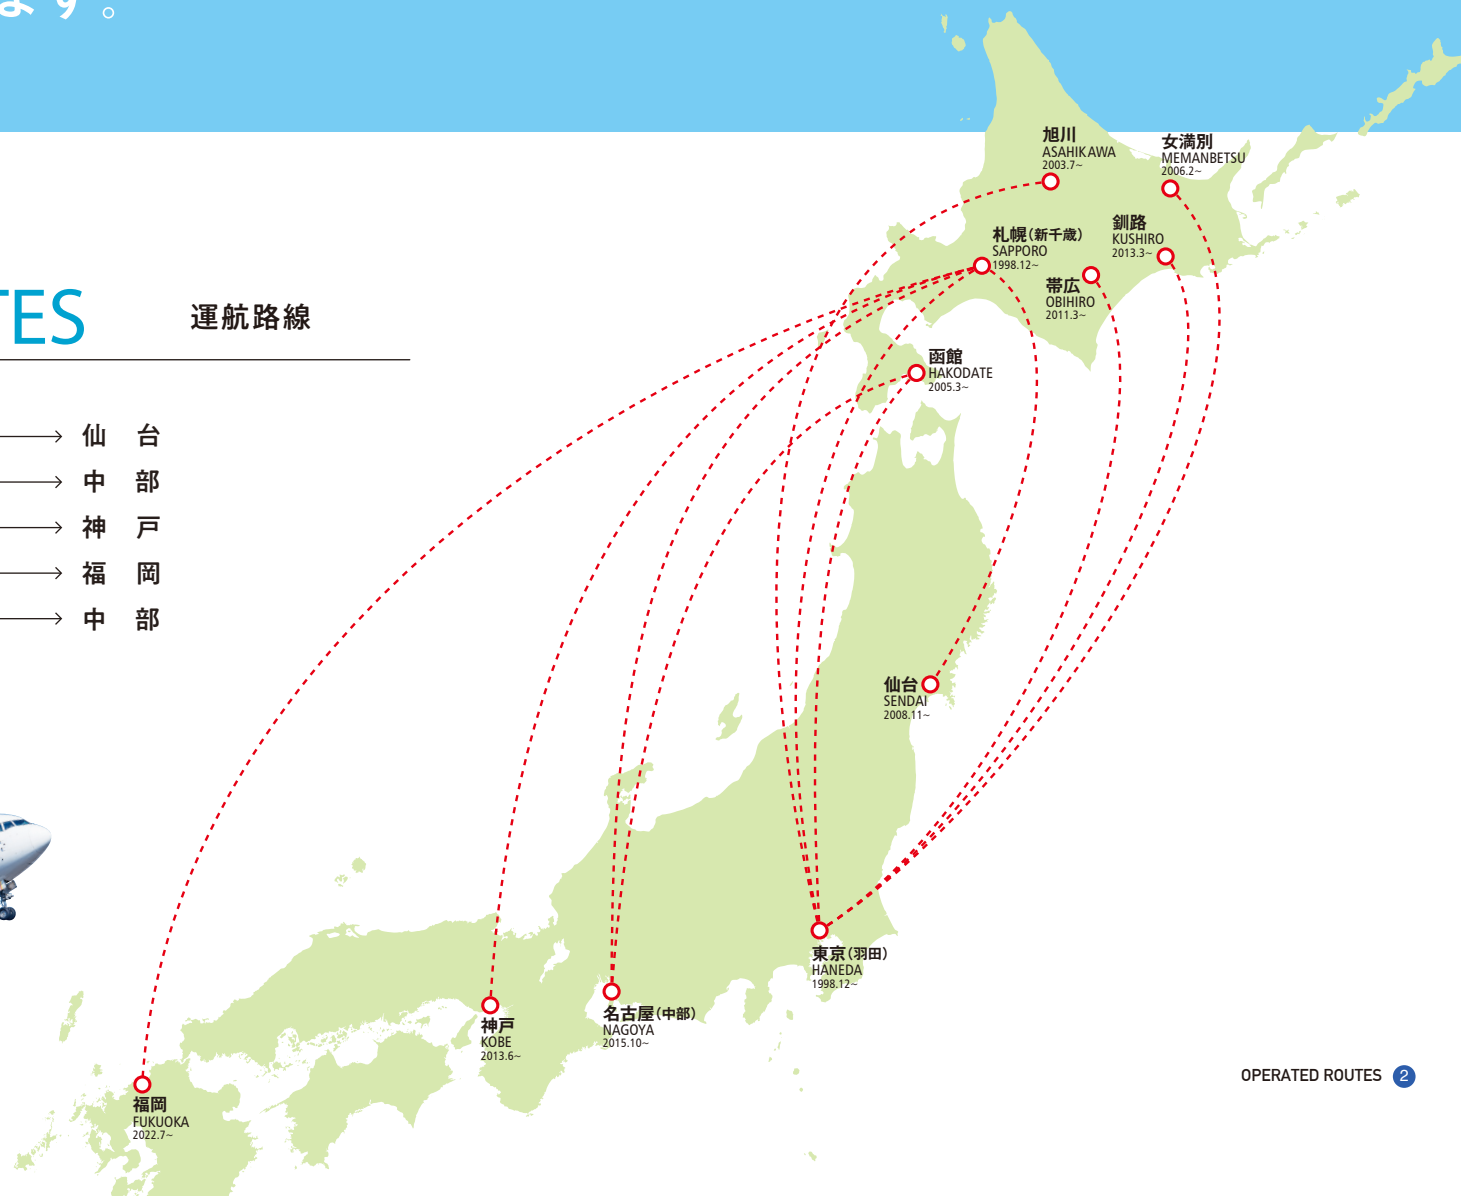 ます。
TES
運航路線
仙 台
中 部
神 戸
福 岡
中 部
旭川
ASAHIKAWA
2003.7~
女満別
MEMANBETSU
2006.2~
札幌（新千歳）
SAPPORO
1998.12~
釧路
KUSHIRO
2013.3~
帯広
OBIHIRO
2011.3~
函館
HAKODATE
2005.3~
仙台
SENDAI
2008.11~
東京（羽田）
HANEDA
1998.12~
名古屋（中部）
NAGOYA
2015.10~
神戸
KOBE
2013.6~
福岡
FUKUOKA
2022.7~
OPERATED ROUTES 2